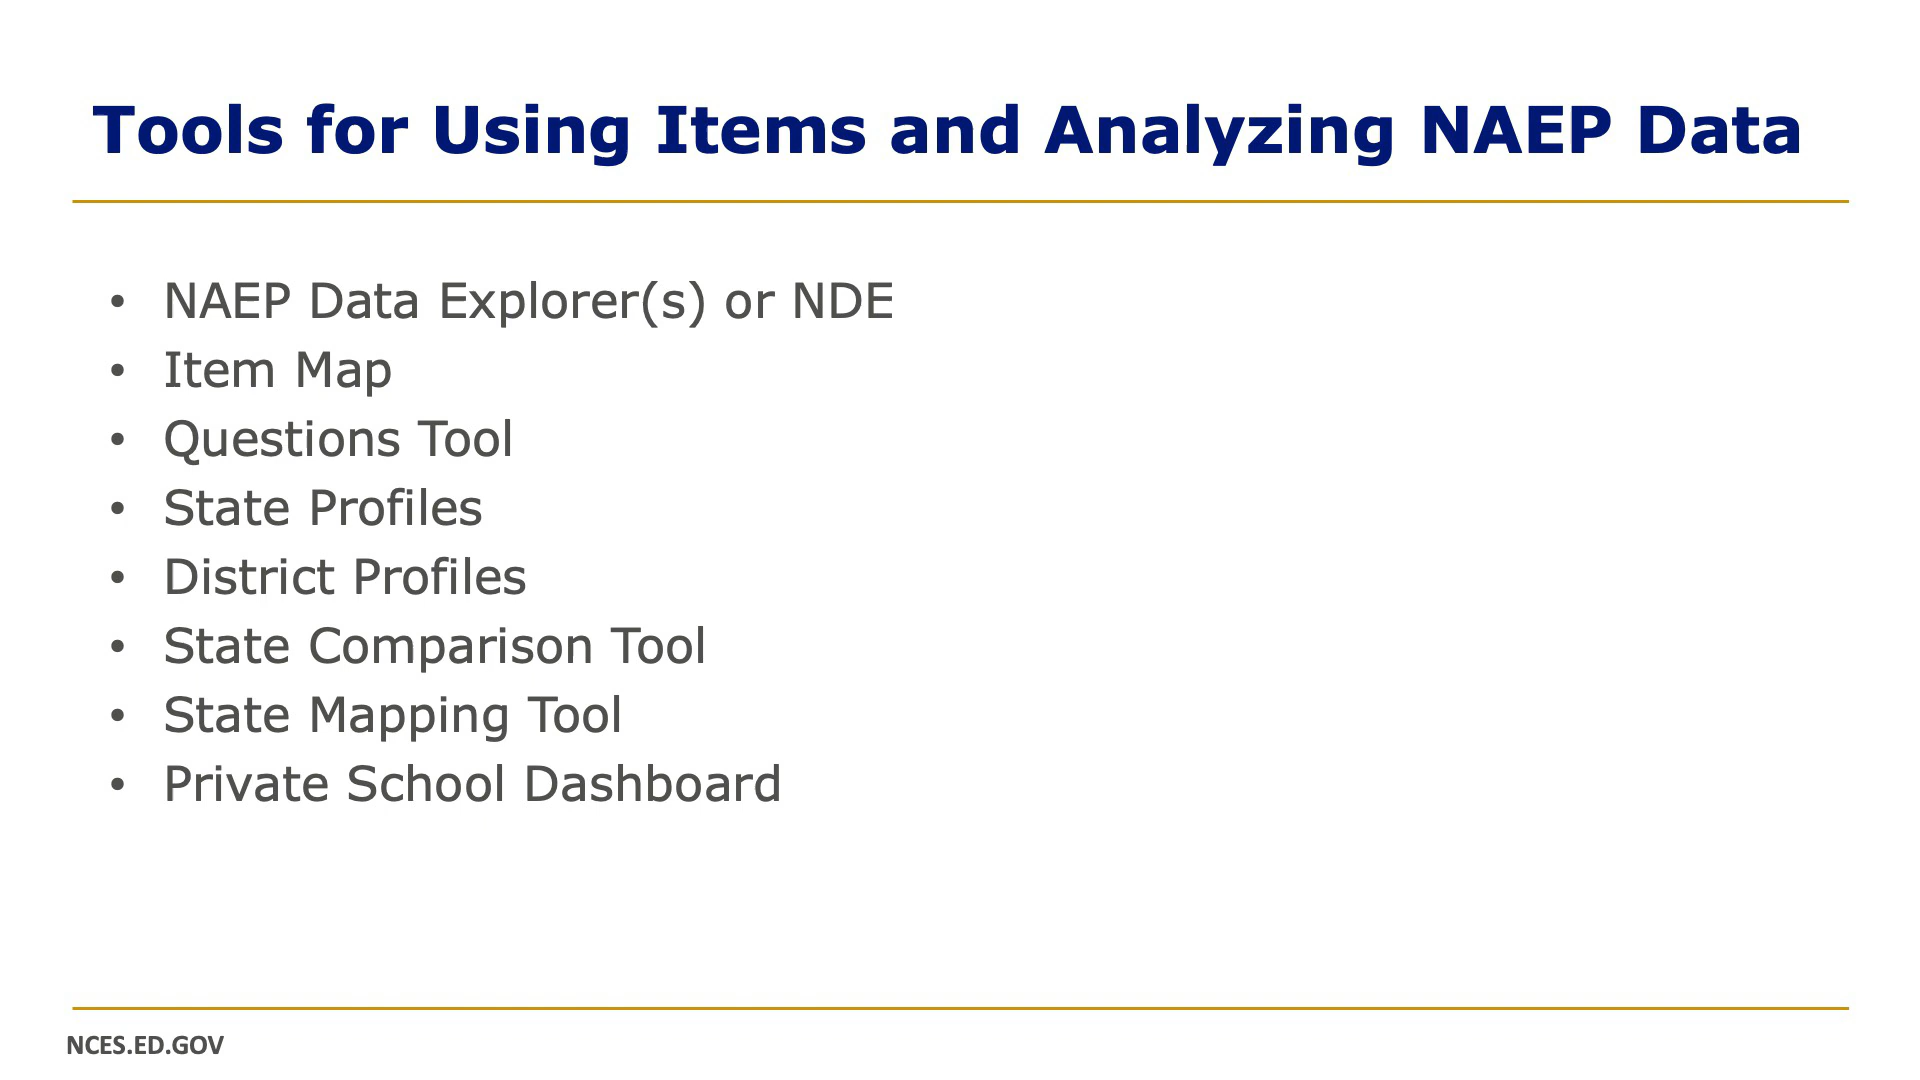 Tools for Using Items and Analyzing NAEP Data
• NAEP Data Explorer(s) or NDE
• Item Map
• Questions Tool
• State Profiles
• District Profiles
• State Comparison Tool
• State Mapping Tool
• Private School Dashboard
NCES.ED.GOV